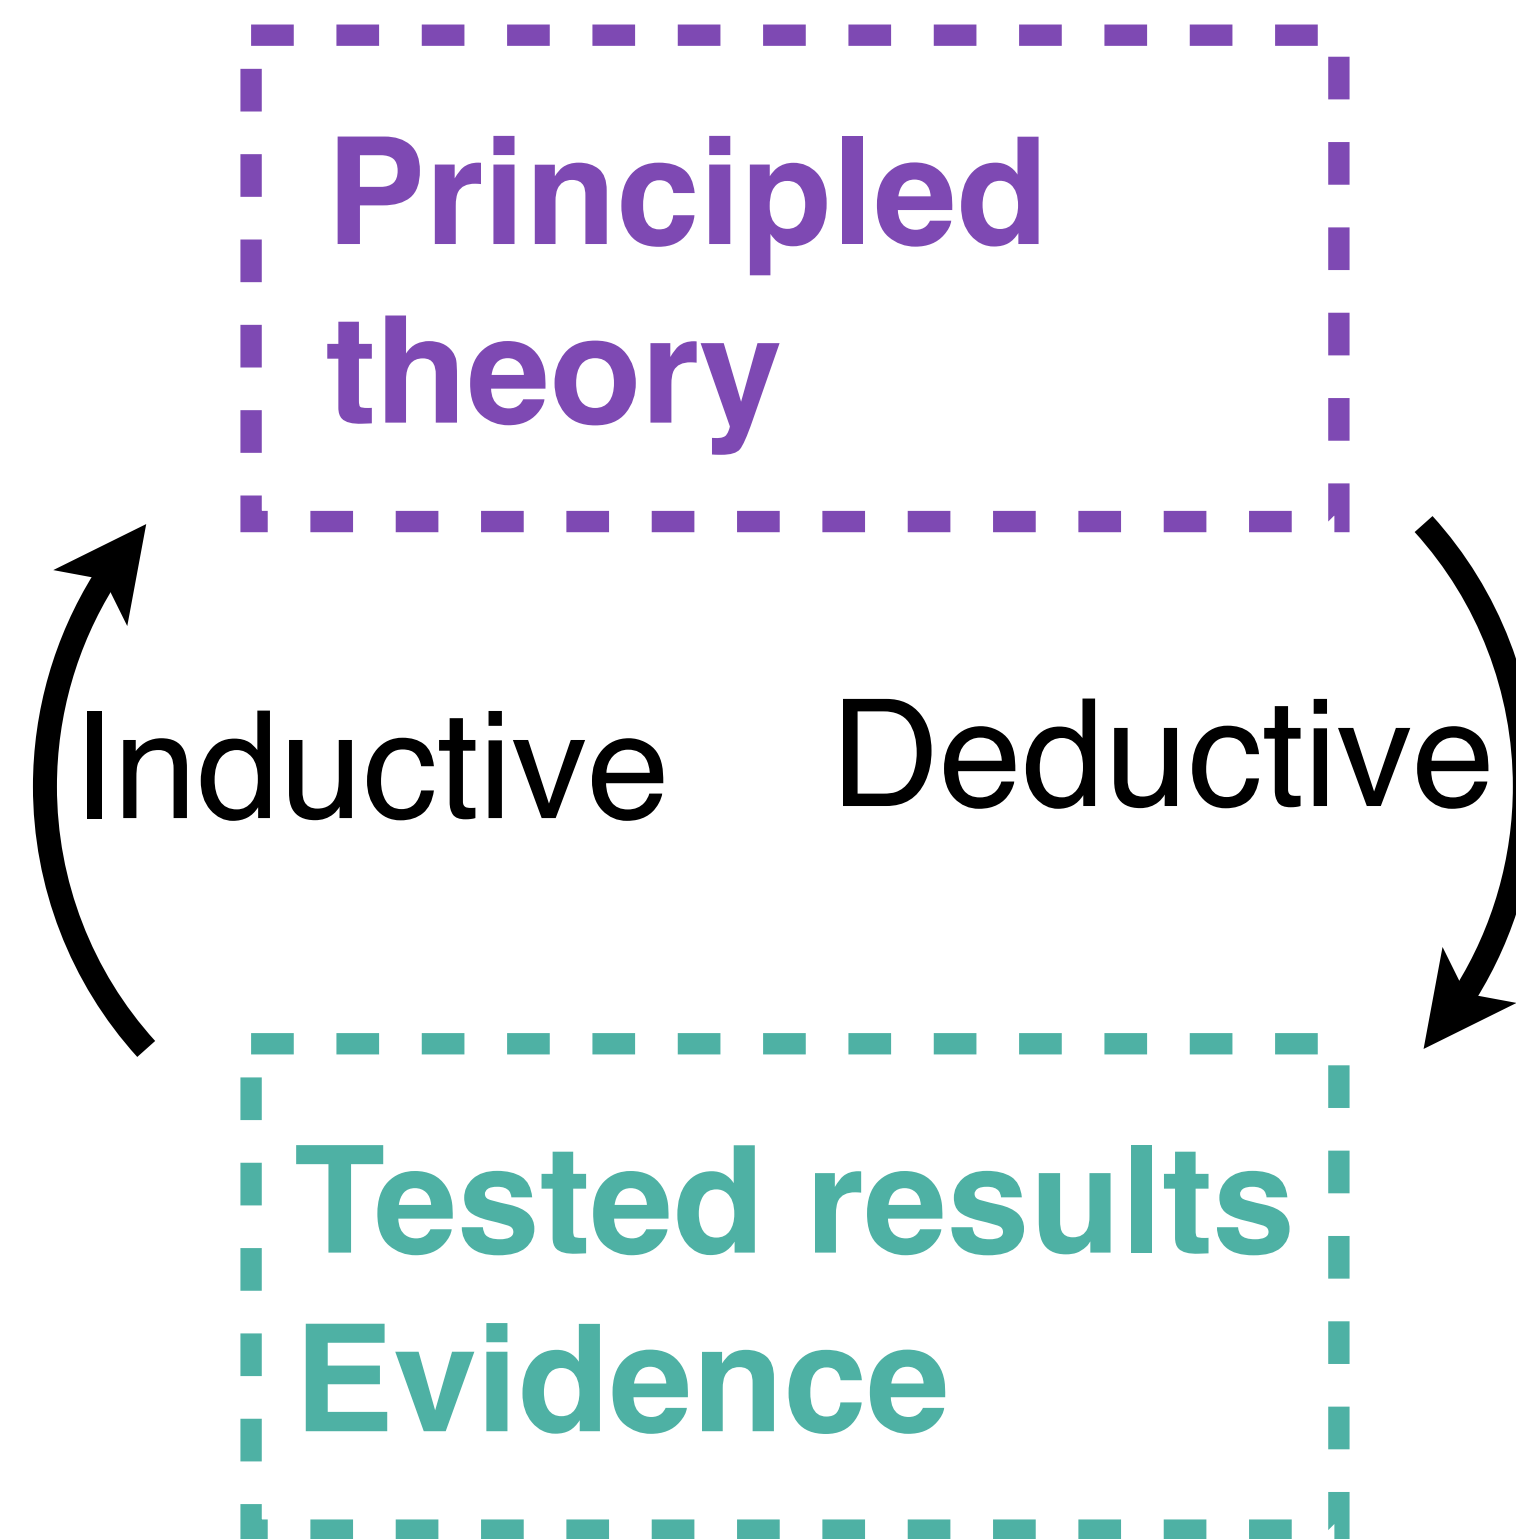 Principled
theory
Inductive
Deductive
Tested results
Evidence